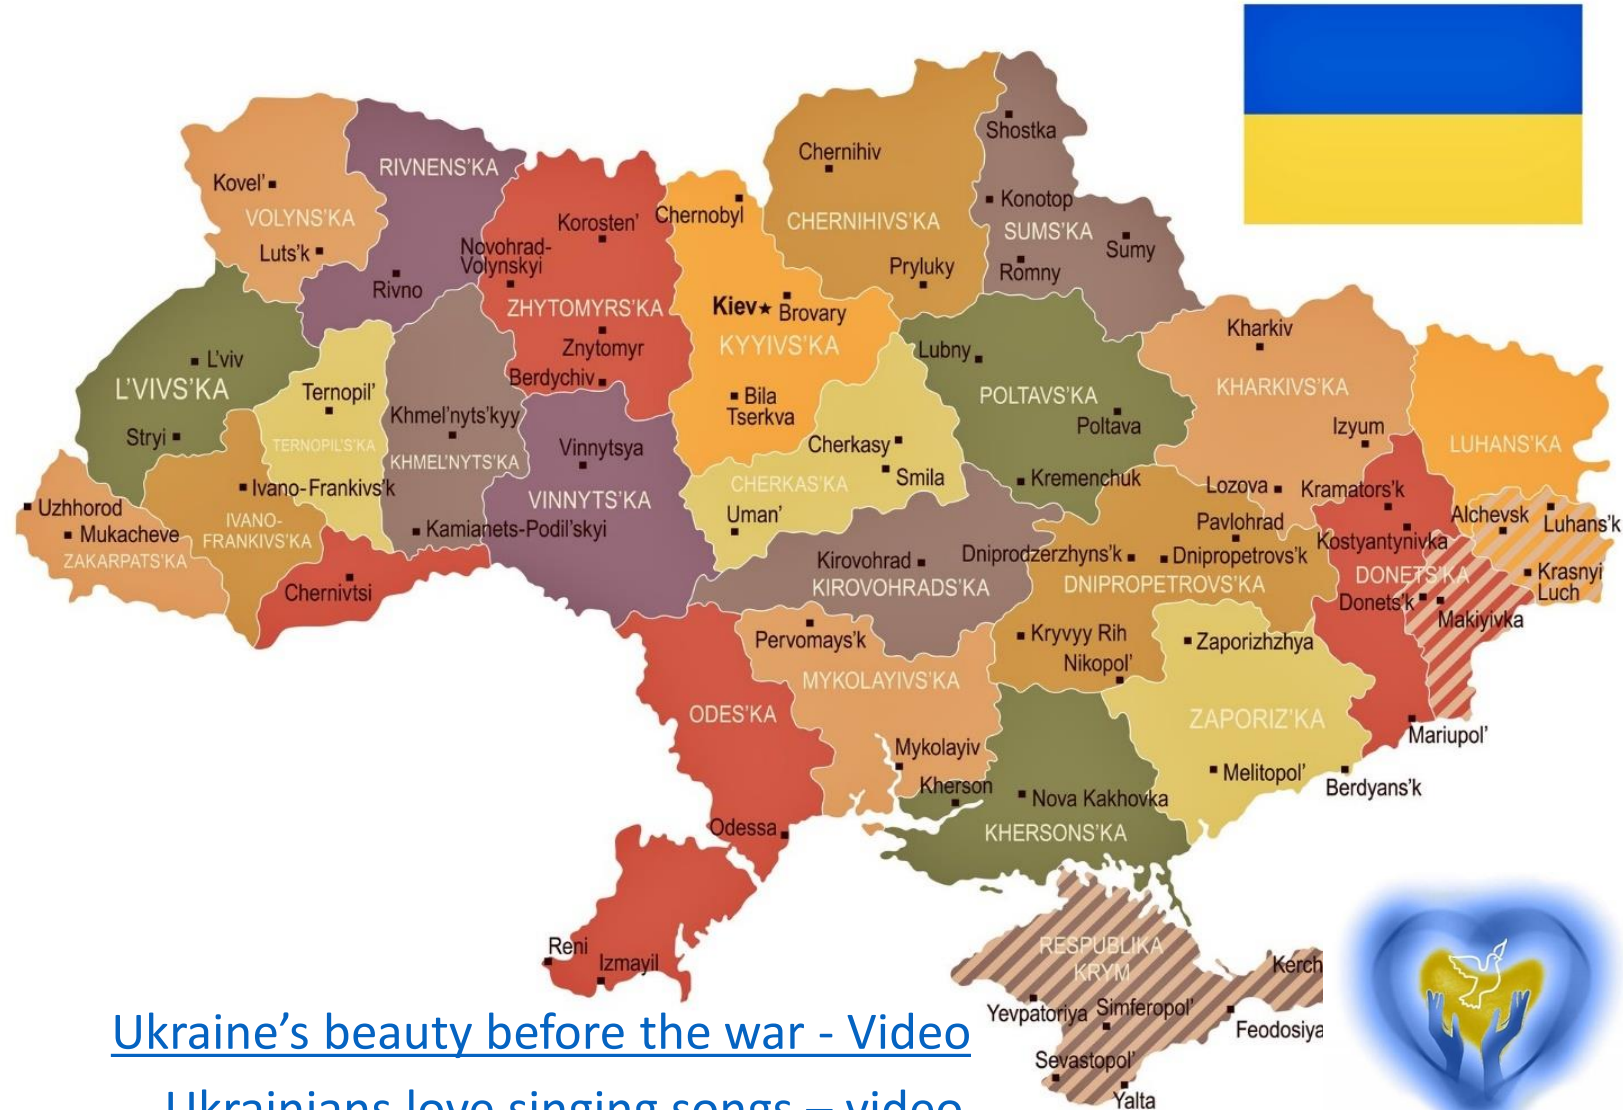 Shostka
Chernihiv
RIVNENS'KA
Kovel'
Konotop
VOLYNS'KA
Chernobyl
Korosten'
CHERNIHIVS'KA
SUMS'KA
Sumy
Luts'k
Novohrad-
Volynskyi
Pryluky
Romny
Rivno
ZHYTOMYRS'KA
Kiev
Brovary
Kharkiv
L'viv
Znytomyr
KYYIVS'KA
Lubny
L'VIVS'KA
Ternopil'
Berdychiv
Bila
Tserkva
POLTAVS'KA
KHARKIVS'KA
Khmel'nyts'kyy
Poltava
Izyum
Stryi
TERNOPIL'S'KA
Vinnytsya
Cherkasy
LUHANS'KA
KHMEL'NYTS'KA
Smila
Kremenchuk
Ivano-Frankivs'k
VINNYTS'KA
CHERKAS'KA
Lozova
Kramators'k
Uzhhorod
IVANO-
FRANKIVS'KA
Uman'
Pavlohrad
Alchevsk
Luhans'k
Mukacheve
Kamianets-Podil'skyi
Kostyantynivka
ZAKARPATS'KA
Kirovohrad
Dniprodzerzhyns'k
Dnipropetrovs'k
DONETS'KA
Krasnyi
Luch
Chernivtsi
KIROVOHRADS'KA
DNIPROPETROVS'KA
Donets'k
Makiyivka
Pervomays'k
Kryvyy Rih
Zaporizhzhya
Nikopol'
MYKOLAYIVS'KA
ODES'KA
ZAPORIZ'KA
Mariupol'
Mykolayiv
Melitopol'
Kherson
Nova Kakhovka
Berdyans'k
Odessa
KHERSONS'KA
Reni
Izmayil
RESPUBLIKA
KRYM
Kerch
Yevpatoriya
Simferopol'
Feodosiya
Sevastopol'
Yalta
Ukraine's beauty before the war - Video
Ukrainians love singing songs – video